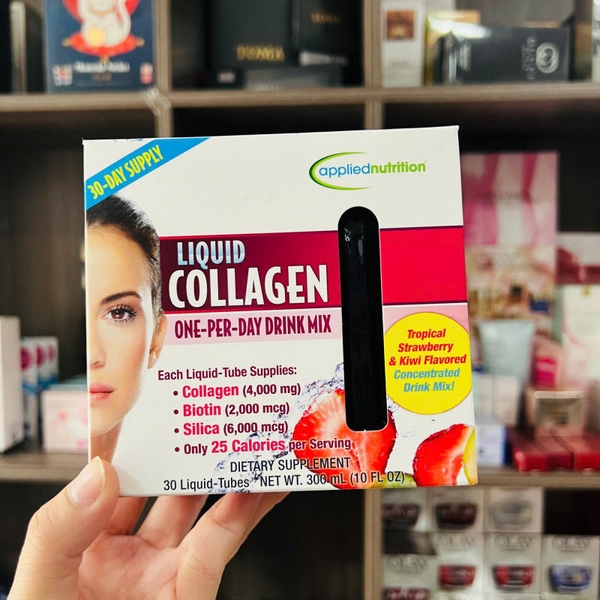 30-DAY SUPPLY
appliednutrition
LIQUID
COLLAGEN
ONE-PER-DAY DRINK MIX
Tropical
Strawberry
& Kiwi Flavored
Concentrated
Drink Mix!
Each Liquid-Tube Supplies:
• Collagen (4,000 mg)
• Biotin (2,000 mcg)
• Silica (6,000 mcg)
• Only 25 Calories per Serving
DIETARY SUPPLEMENT
30 Liquid-Tubes NET WT. 300 mL (10 FL OZ)
OLAY